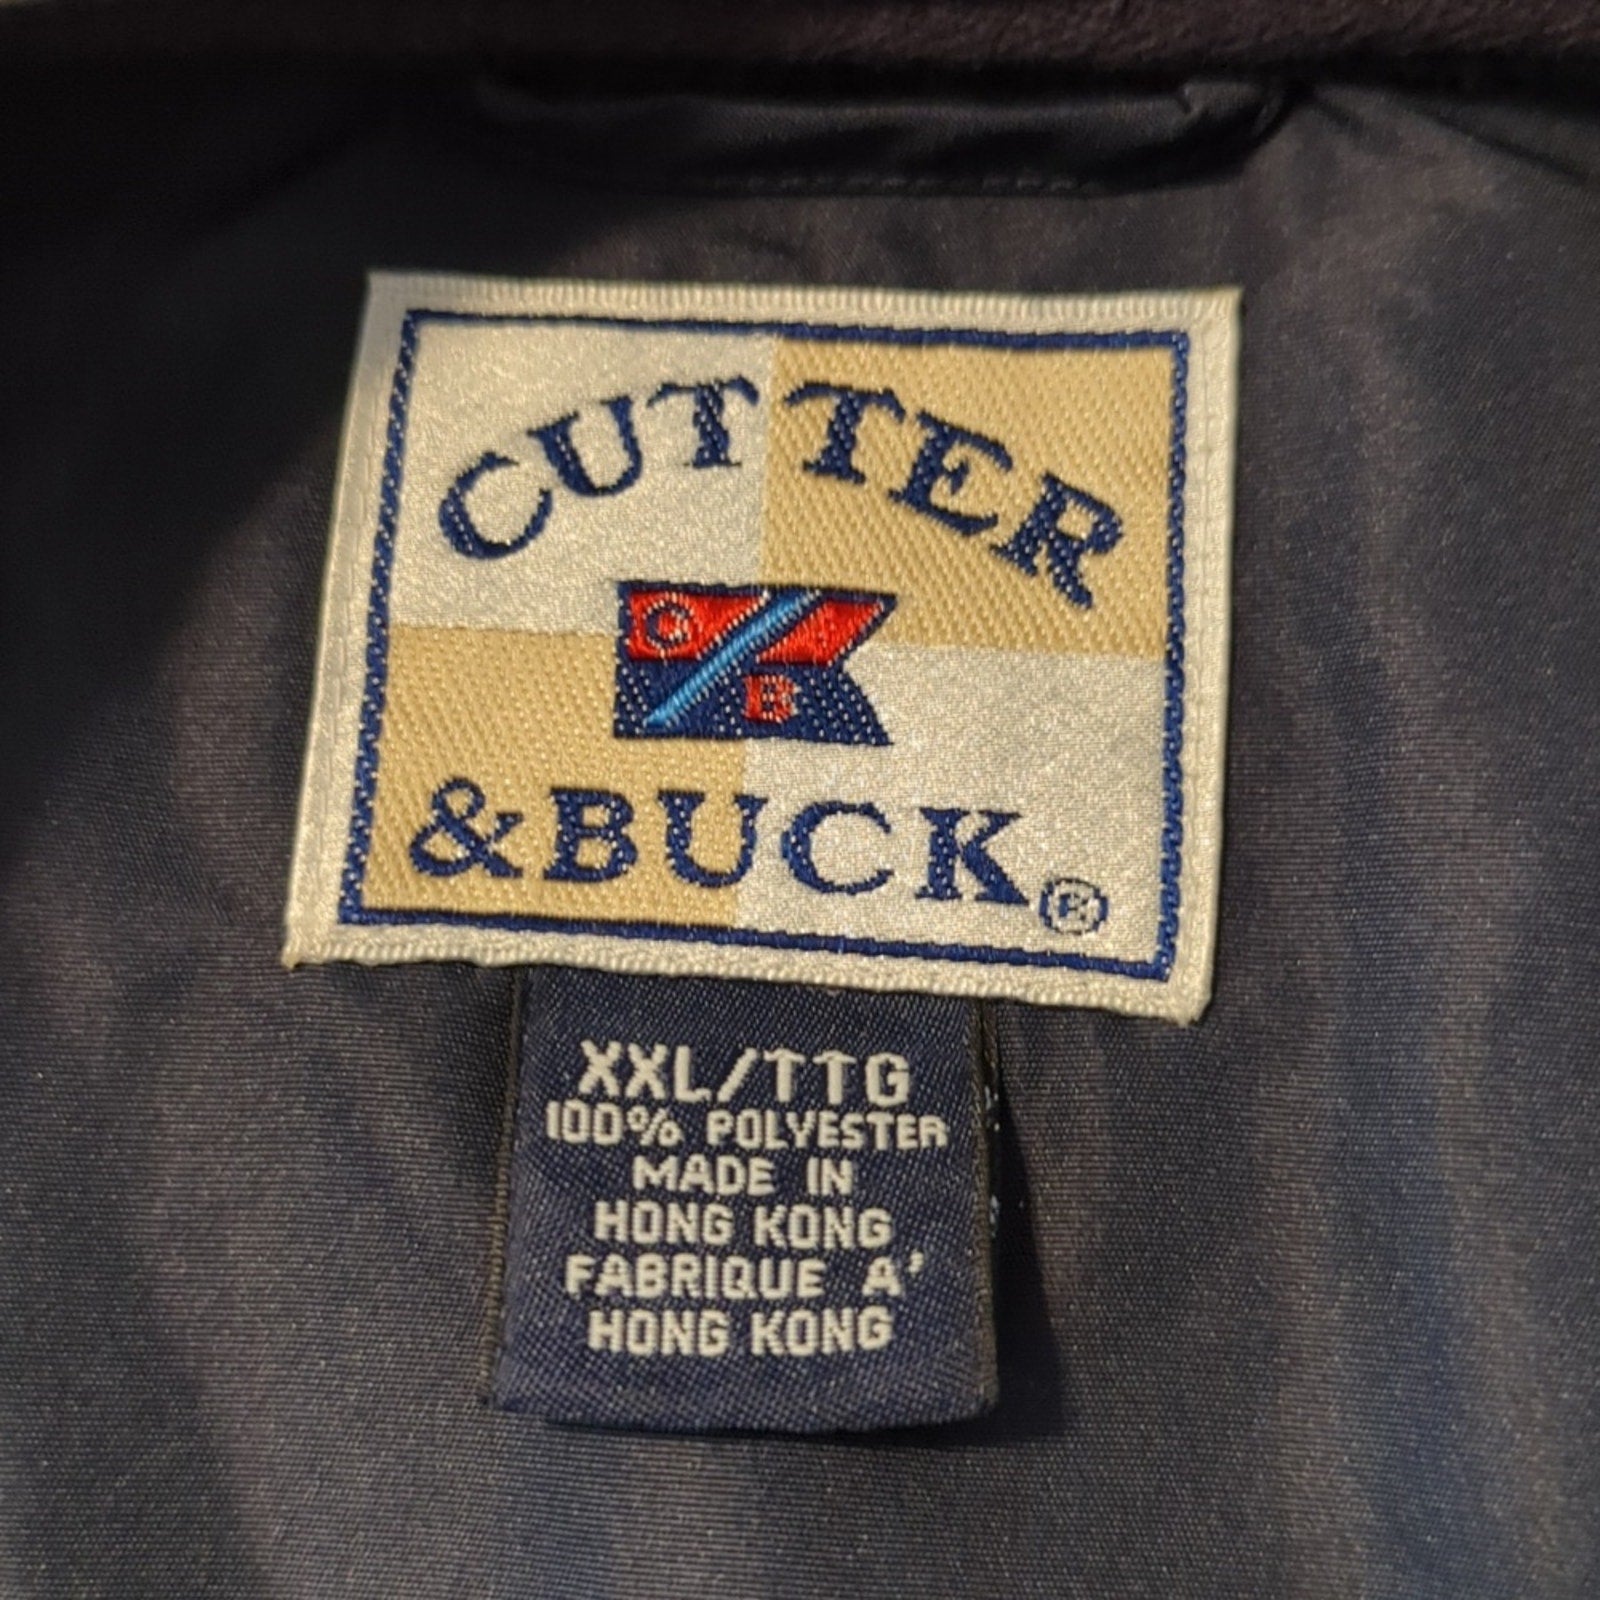 CUTTER
C B
& BUCK®
XXL/TTG
100% POLYESTER
MADE IN
HONG KONG
FABRIQUE A'
HONG KONG